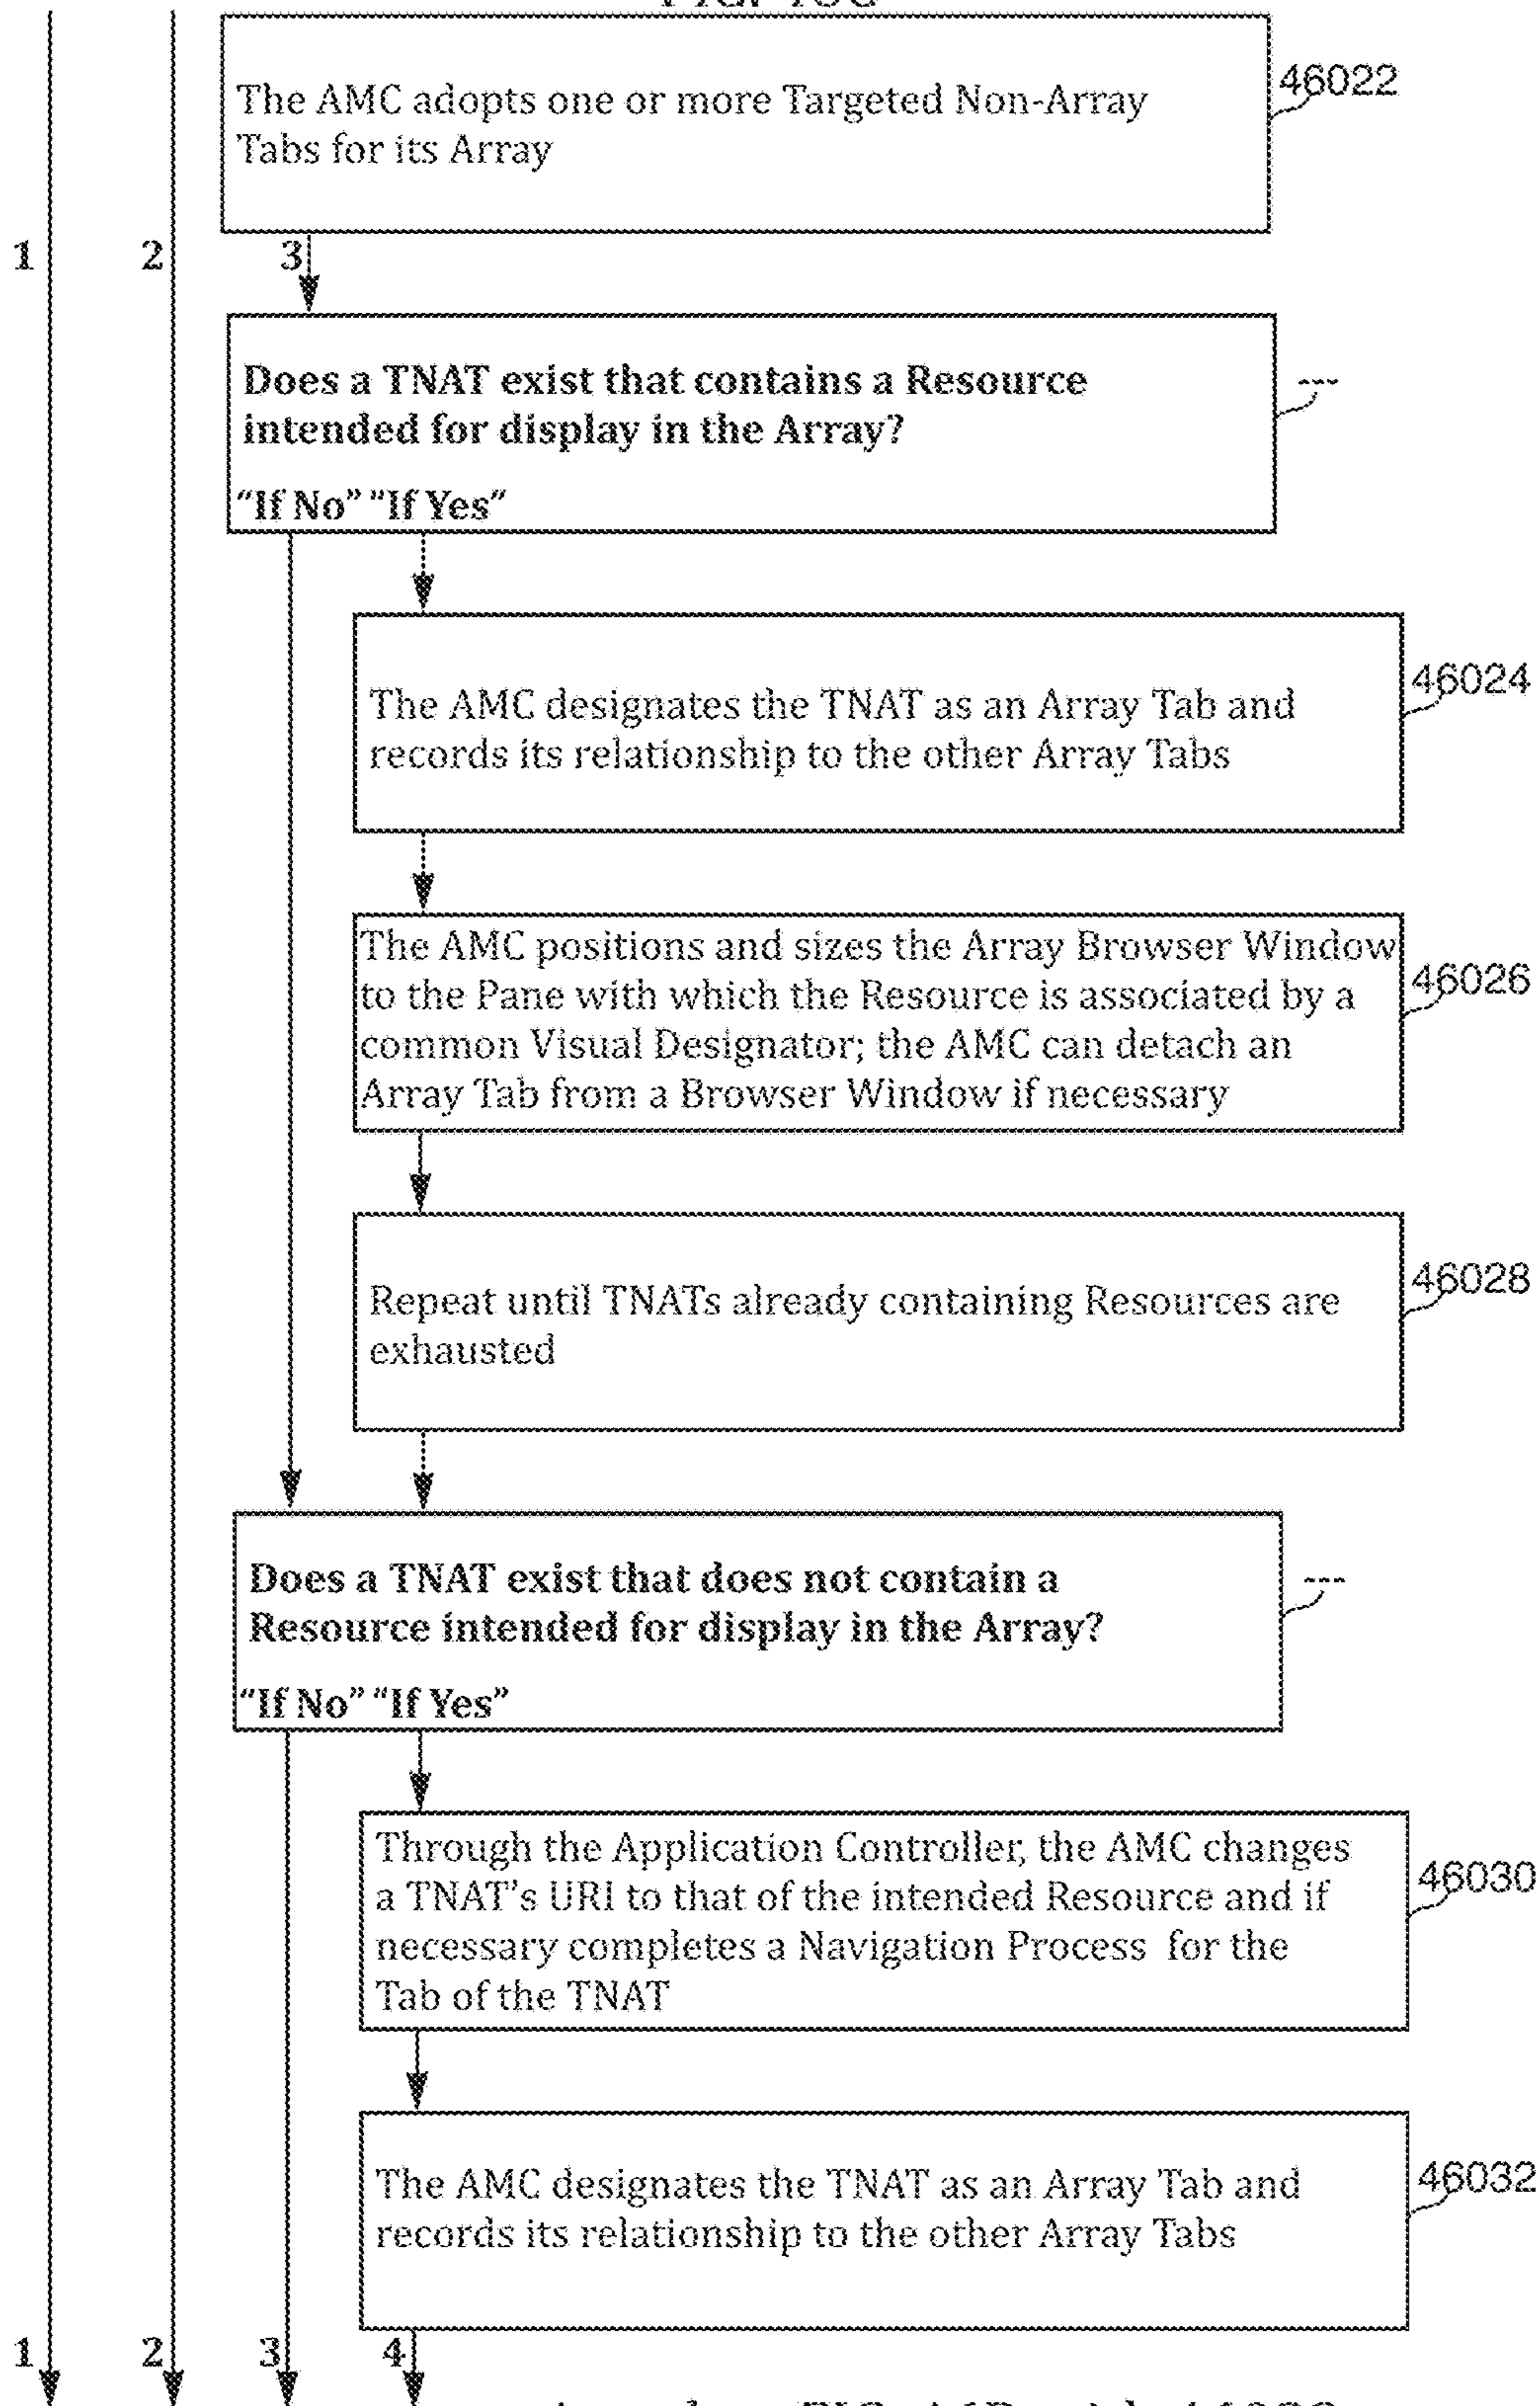 The AMC adopts one or more Targeted Non-Array
Tabs for its Array
46022
1
2
3
Does a TNAT exist that contains a Resource
intended for display in the Array?
---
“If No” “If Yes”
The AMC designates the TNAT as an Array Tab and
records its relationship to the other Array Tabs
46024
The AMC positions and sizes the Array Browser Window
to the Pane with which the Resource is associated by a
common Visual Designator; the AMC can detach an
Array Tab from a Browser Window if necessary
46026
Repeat until TNATs already containing Resources are
exhausted
46028
Does a TNAT exist that does not contain a
Resource intended for display in the Array?
---
“If No” “If Yes”
Through the Application Controller, the AMC changes
a TNAT’s URI to that of the intended Resource and if
necessary completes a Navigation Process for the
Tab of the TNAT
46030
The AMC designates the TNAT as an Array Tab and
records its relationship to the other Array Tabs
46032
1
2
3
4